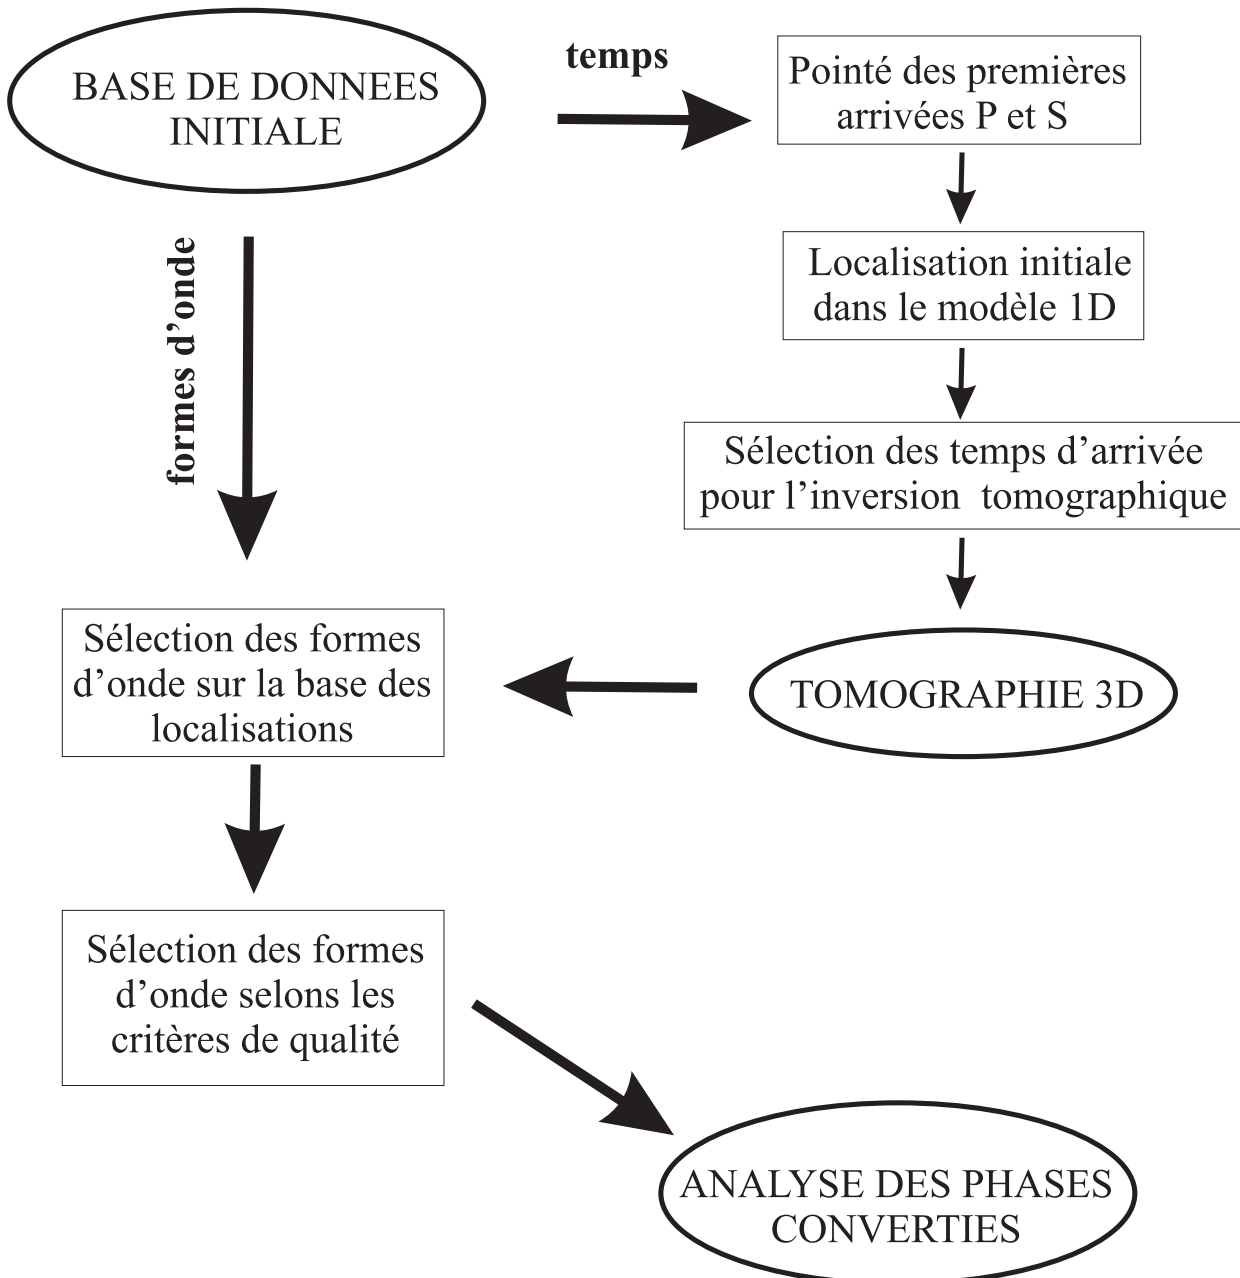 BASE DE DONNEES
INITIALE
temps
Pointé des premières
arrivées P et S
Localisation initiale
dans le modèle 1D
formes d’onde
Sélection des temps d’arrivée
pour l’inversion tomographique
TOMOGRAPHIE 3D
Sélection des formes
d’onde sur la base des
localisations
Sélection des formes
d’onde selons les
critères de qualité
ANALYSE DES PHASES
CONVERTIES